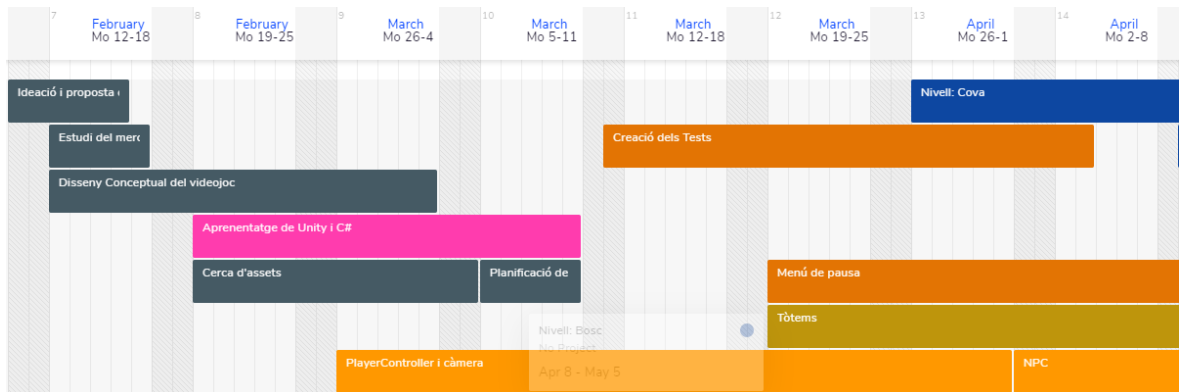 7
February
Mo 12-18
8
February
Mo 19-25
9
March
Mo 26-4
10
March
Mo 5-11
11
March
Mo 12-18
12
March
Mo 19-25
13
April
Mo 26-1
14
April
Mo 2-8
Ideació i proposta
Nivell: Cova
Estudi del merc
Creació dels Tests
Disseny Conceptual del videojoc
Aprenentatge de Unity i C#
Cerca d'assets
Planificació de
Menú de pausa
Nivell: Bosc
No Project
Apr 8 - May 5
Tòtems
PlayerController i càmera
NPC